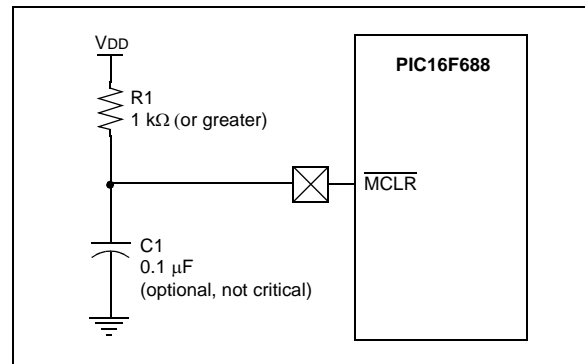 VDD
R1
1 kΩ (or greater)
C1
0.1 μF
(optional, not critical)
PIC16F688
MCLR